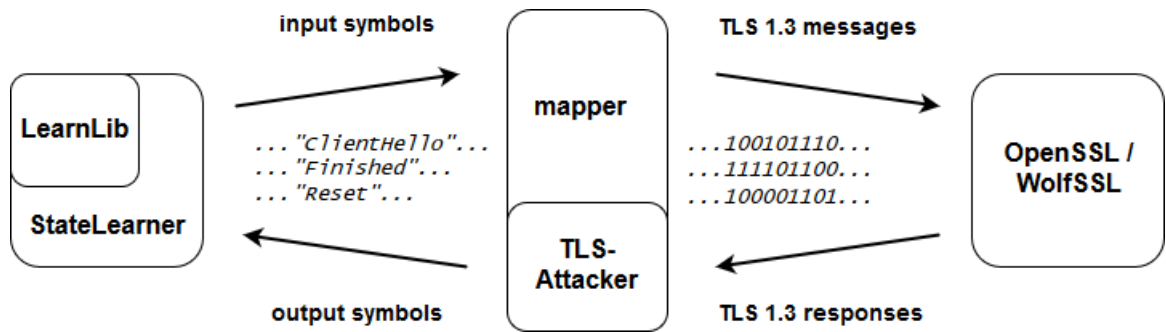 input symbols
TLS 1.3 messages
LearnLib
StateLearner
..."ClientHello"...
..."Finished"...
..."Reset"...
mapper
TLS-
Attacker
...100101110...
...111101100...
...100001101...
OpenSSL /
WolfSSL
output symbols
TLS 1.3 responses